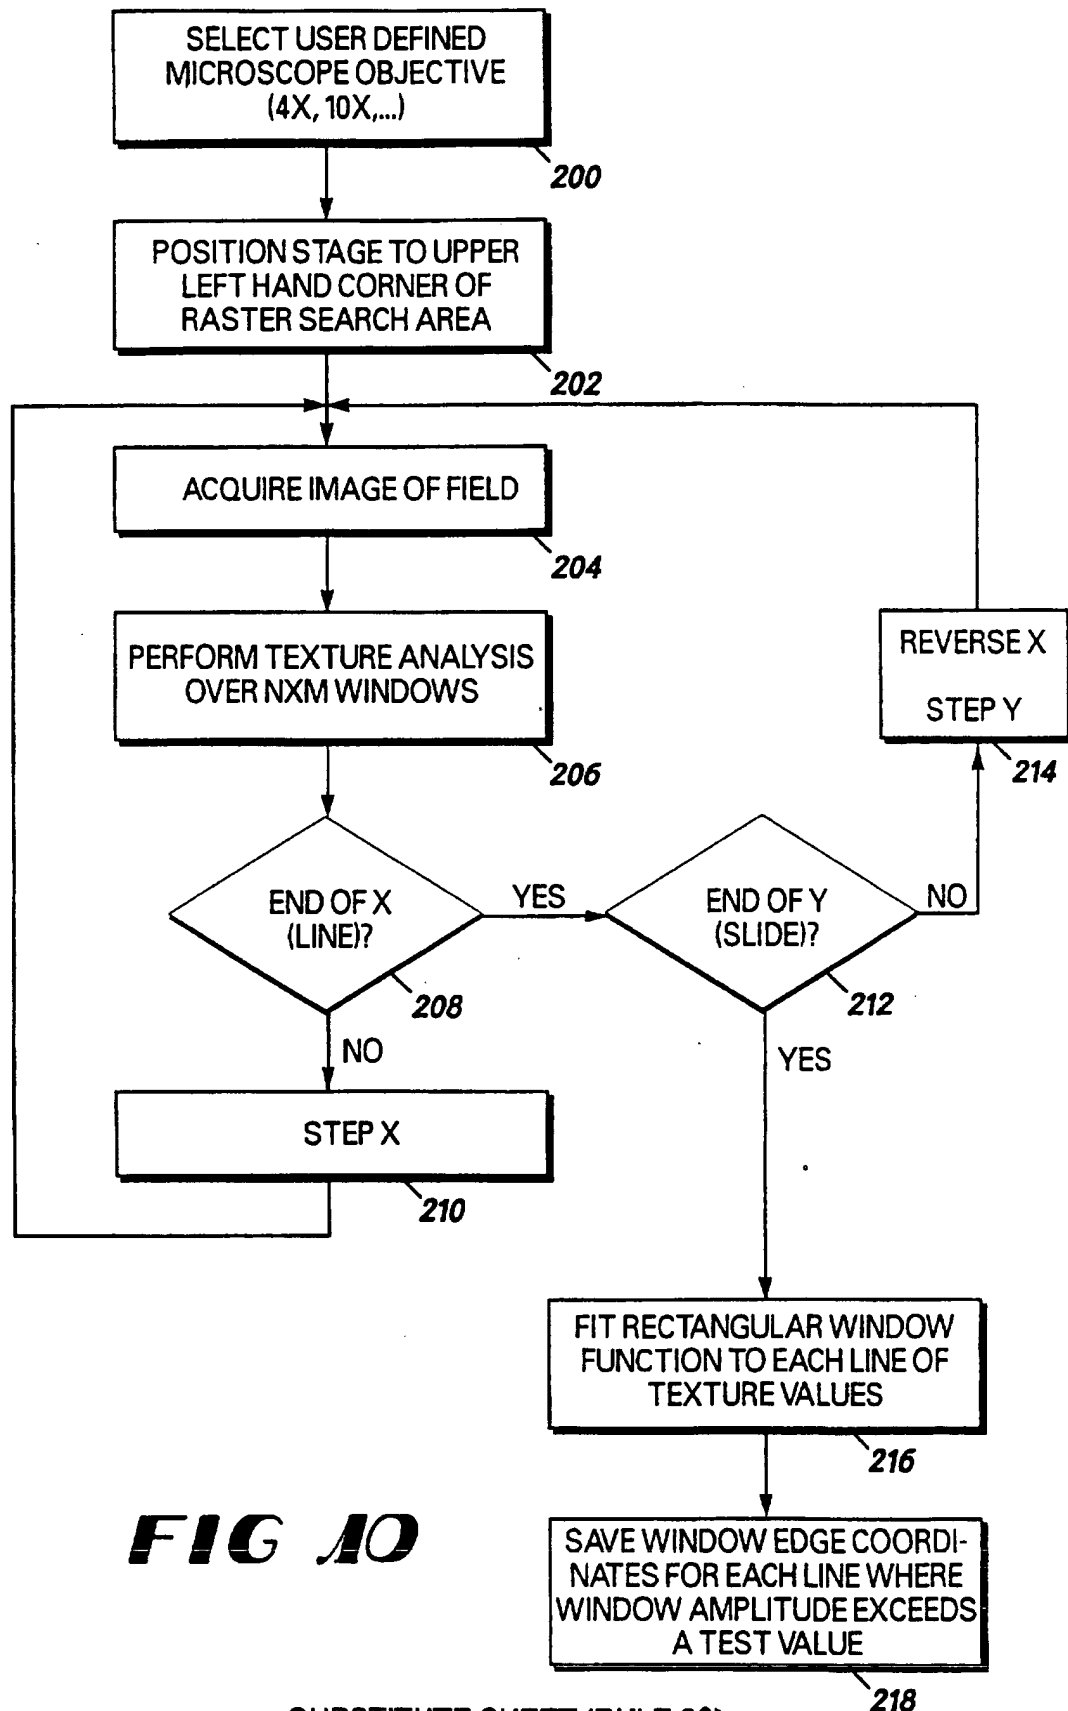 SELECT USER DEFINED
MICROSCOPE OBJECTIVE
(4X, 10X,...)
200
POSITION STAGE TO UPPER
LEFT HAND CORNER OF
RASTER SEARCH AREA
202
ACQUIRE IMAGE OF FIELD
204
PERFORM TEXTURE ANALYSIS
OVER NXM WINDOWS
206
REVERSE X
STEP Y
214
END OF X
(LINE)?
208
YES
END OF Y
(SLIDE)?
212
NO
NO
YES
STEP X
210
FIT RECTANGULAR WINDOW
FUNCTION TO EACH LINE OF
TEXTURE VALUES
216
SAVE WINDOW EDGE COORDI-
NATES FOR EACH LINE WHERE
WINDOW AMPLITUDE EXCEEDS
A TEST VALUE
218
FIG 10